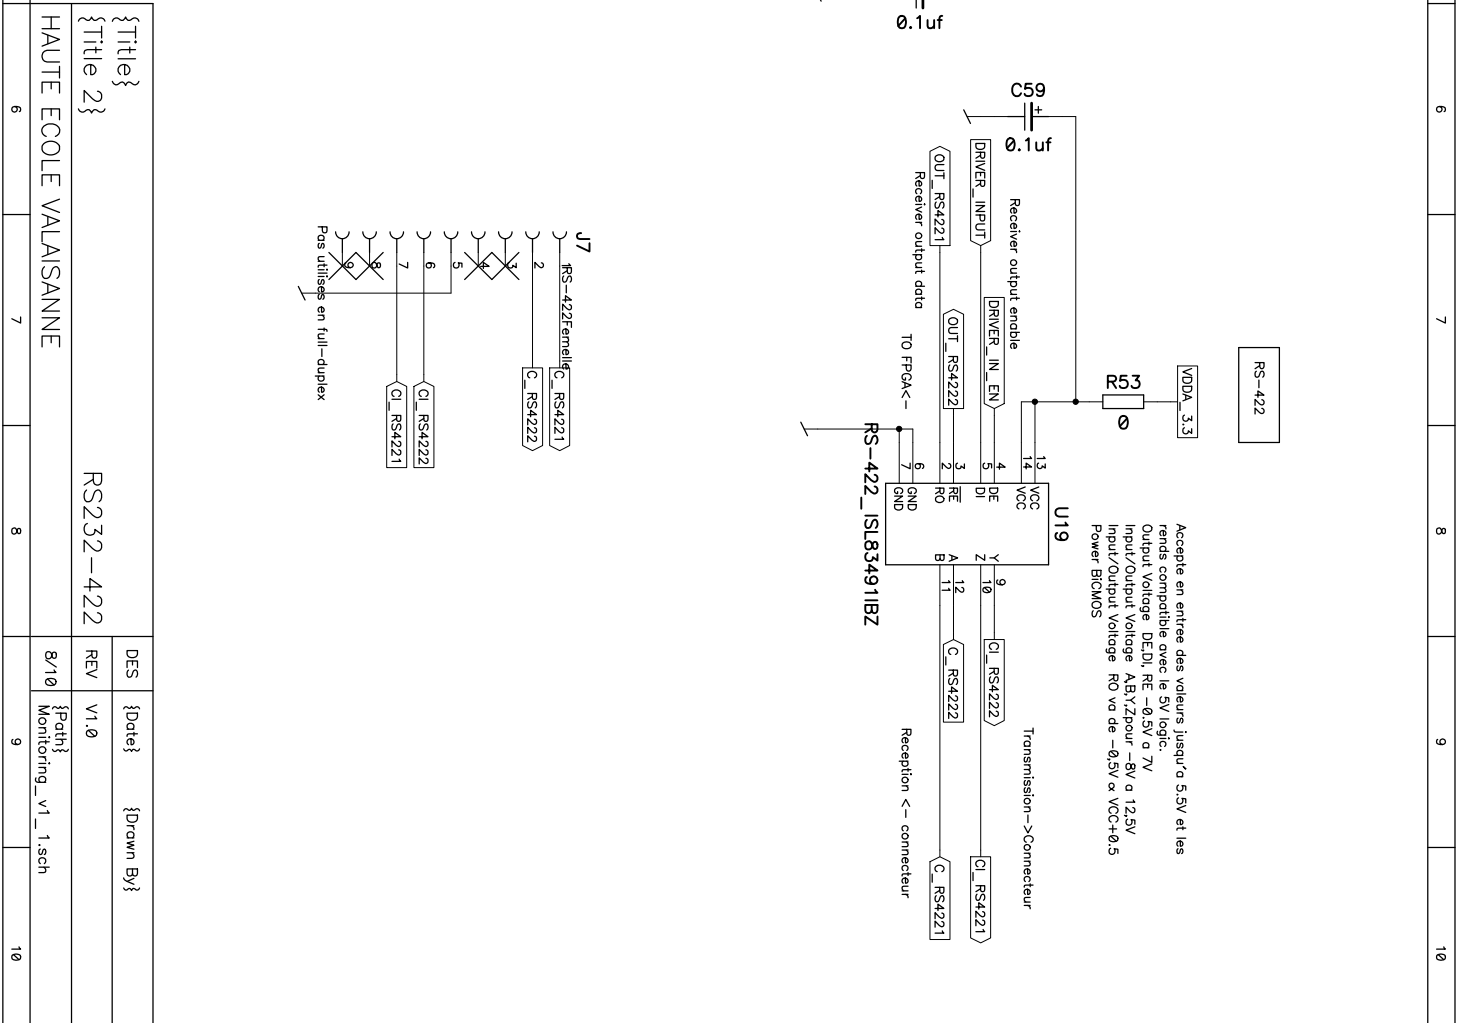 0.1uf
C59
+
0.1uf
DRIVER_INPUT
OUT_RS4221
Receiver output data
Receiver output enable
DRIVER_IN_EN
OUT_RS4222
TO FPGA<-
RS-422
VDDA_3.3
R53
0
13
14
4
5
3
2
6
7
VCC
VCC
DE
DI
RE
RO
GND
GND
Y
Z
A
B
9
10
12
11
U19
RS-422_ISL83491IBZ
Accepte en entree des valeurs jusqu'a 5.5V et les
rends compatible avec le 5V logic.
Output Voltage DE,DI, RE -0.5V a 7V
Input/Output Voltage A,B,Y,Zpour -8V a 12,5V
Input/Output Voltage RO va de -0,5V α VCC+0.5
Power BiCMOS
CI_RS4222
C_RS4222
Transmission->Connecteur
Reception <- connecteur
CI_RS4221
C_RS4221
J7
1
2
3
4
5
6
7
8
9
RS-422Femelle
Pas utilises en full-duplex
C_RS4221
C_RS4222
CI_RS4222
CI_RS4221
{Title}
{Title 2}
HAUTE ECOLE VALAISANNE
RS232-422
DES
{Date}
{Drawn By}
REV
V1.0
8/10
{Path}
Monitoring_v1_1.sch
6
7
8
9
10
6
7
8
9
10